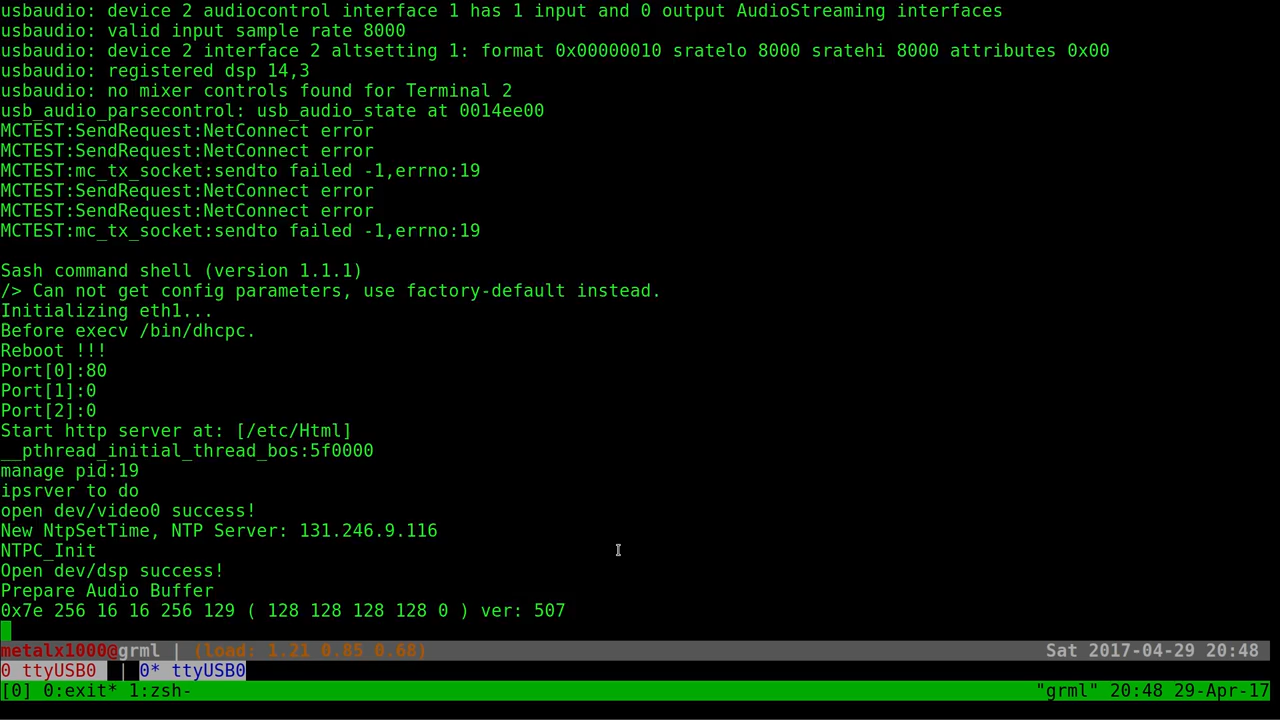 usbaudio: device 2 audiocontrol interface 1 has 1 input and 0 output AudioStreaming interfaces
usbaudio: valid input sample rate 8000
usbaudio: device 2 interface 2 altsetting 1: format 0x00000010 sratelo 8000 sratehi 8000 attributes 0x00
usbaudio: registered dsp 14,3
usbaudio: no mixer controls found for Terminal 2
usb_audio_parsecontrol: usb_audio_state at 0014ee00
MCTEST:SendRequest:NetConnect error
MCTEST:SendRequest:NetConnect error
MCTEST:mc_tx_socket:sendto failed -1,errno:19
MCTEST:SendRequest:NetConnect error
MCTEST:SendRequest:NetConnect error
MCTEST:mc_tx_socket:sendto failed -1,errno:19
Sash command shell (version 1.1.1)
/> Can not get config parameters, use factory-default instead.
Initializing eth1...
Before execv /bin/dhcpc.
Reboot !!!
Port[0]:80
Port[1]:0
Port[2]:0
Start http server at: [/etc/Html]
__pthread_initial_thread_bos:5f0000
manage pid:19
ipsrver to do
open dev/video0 success!
New NtpSetTime, NTP Server: 131.246.9.116
NTPC_Init
Open dev/dsp success!
Prepare Audio Buffer
0x7e 256 16 16 256 129 ( 128 128 128 128 0 ) ver: 507
metalx1000@grml | (load: 1.21 0.85 0.68) Sat 2017-04-29 20:48
0 ttyUSB0 | 0* ttyUSB0
[0] 0:exit* 1:zsh- "grml" 20:48 29-Apr-17